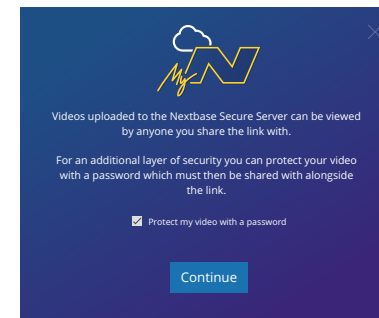 My N
Videos uploaded to the Nextbase Secure Server can be viewed
by anyone you share the link with.
For an additional layer of security you can protect your video
with a password which must then be shared with alongside
the link.
Protect my video with a password
Continue